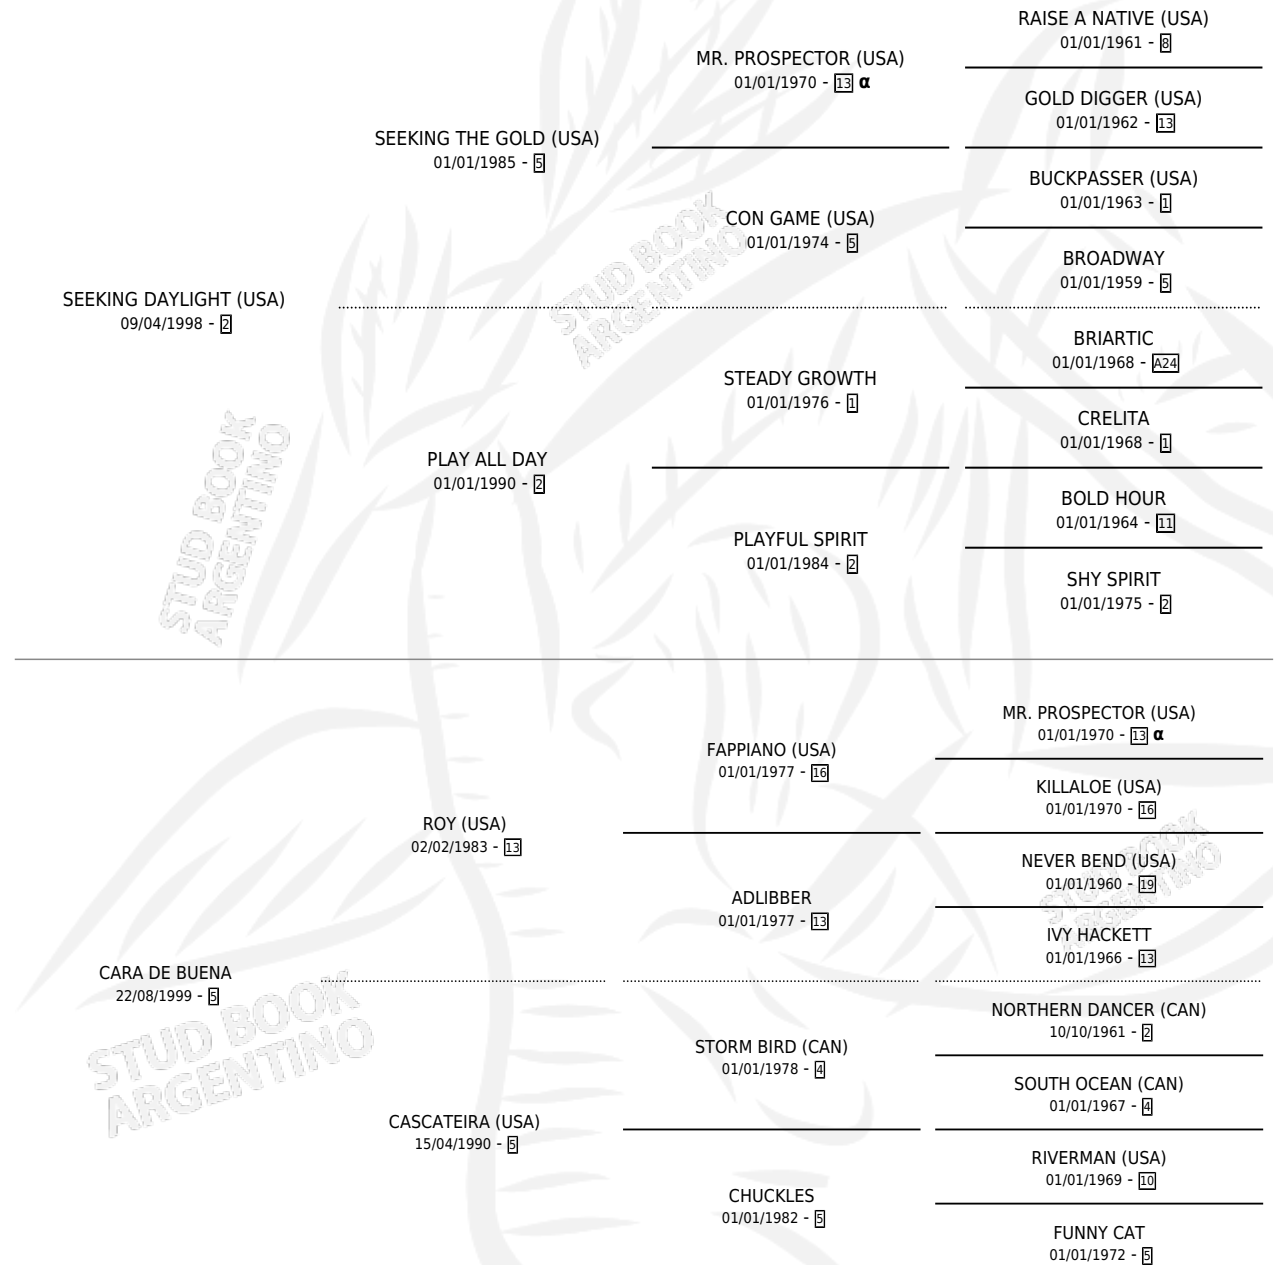 RAISE A NATIVE (USA)
01/01/1961 - 8
MR. PROSPECTOR (USA)
01/01/1970 - 13 α
GOLD DIGGER (USA)
01/01/1962 - 13
SEEKING THE GOLD (USA)
01/01/1985 - 5
BUCKPASSER (USA)
01/01/1963 - 1
CON GAME (USA)
01/01/1974 - 5
BROADWAY
01/01/1959 - 5
SEEKING DAYLIGHT (USA)
09/04/1998 - 2
BRIARTIC
01/01/1968 - A24
STEADY GROWTH
01/01/1976 - 1
CRELITA
01/01/1968 - 1
PLAY ALL DAY
01/01/1990 - 2
BOLD HOUR
01/01/1964 - 11
PLAYFUL SPIRIT
01/01/1984 - 2
SHY SPIRIT
01/01/1975 - 2
MR. PROSPECTOR (USA)
01/01/1970 - 13 α
FAPPIANO (USA)
01/01/1977 - 16
KILLALOE (USA)
01/01/1970 - 16
ROY (USA)
02/02/1983 - 13
NEVER BEND (USA)
01/01/1960 - 19
ADLIBBER
01/01/1977 - 13
IVY HACKETT
01/01/1966 - 13
CARA DE BUENA
22/08/1999 - 5
NORTHERN DANCER (CAN)
10/10/1961 - 2
STORM BIRD (CAN)
01/01/1978 - 4
SOUTH OCEAN (CAN)
01/01/1967 - 4
CASCATEIRA (USA)
15/04/1990 - 5
RIVERMAN (USA)
01/01/1969 - 10
CHUCKLES
01/01/1982 - 5
FUNNY CAT
01/01/1972 - 5
STUD BOOK
ARGENTINO
STUD BOOK
ARGENTINO
STUD BOOK
ARGENTINO
STUD BOOK
ARGENTINO